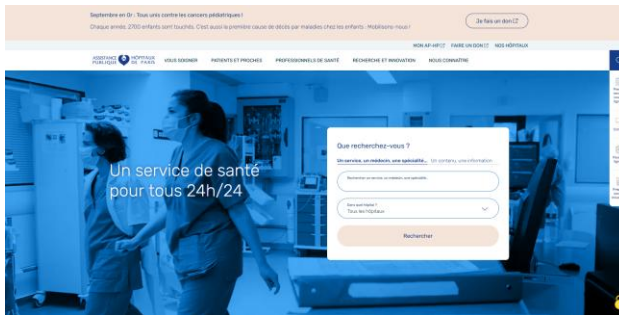 Septembre en Or : Tous unis contre les cancers pédiatriques !
Chaque année, 2700 enfants sont touchés. C'est aussi la première cause de décès par maladies chez les enfants - Mobilisons-nous !
Je fais un don
MON AP-HP FAIRE UN DON NOS HÔPITAUX
ASSISTANCE HÔPITAUX
PUBLIQUE DE PARIS
VOUS SOIGNER PATIENTS ET PROCHES PROFESSIONNELS DE SANTÉ RECHERCHE ET INNOVATION NOUS CONNAÎTRE
Un service de santé
pour tous 24h/24
Que recherchez-vous ?
Un service, un médecin, une spécialité... Un contenu, une information
Rechercher un service, un médecin, une spécialité...
Dans quel hôpital ?
Tous les hôpitaux
Rechercher